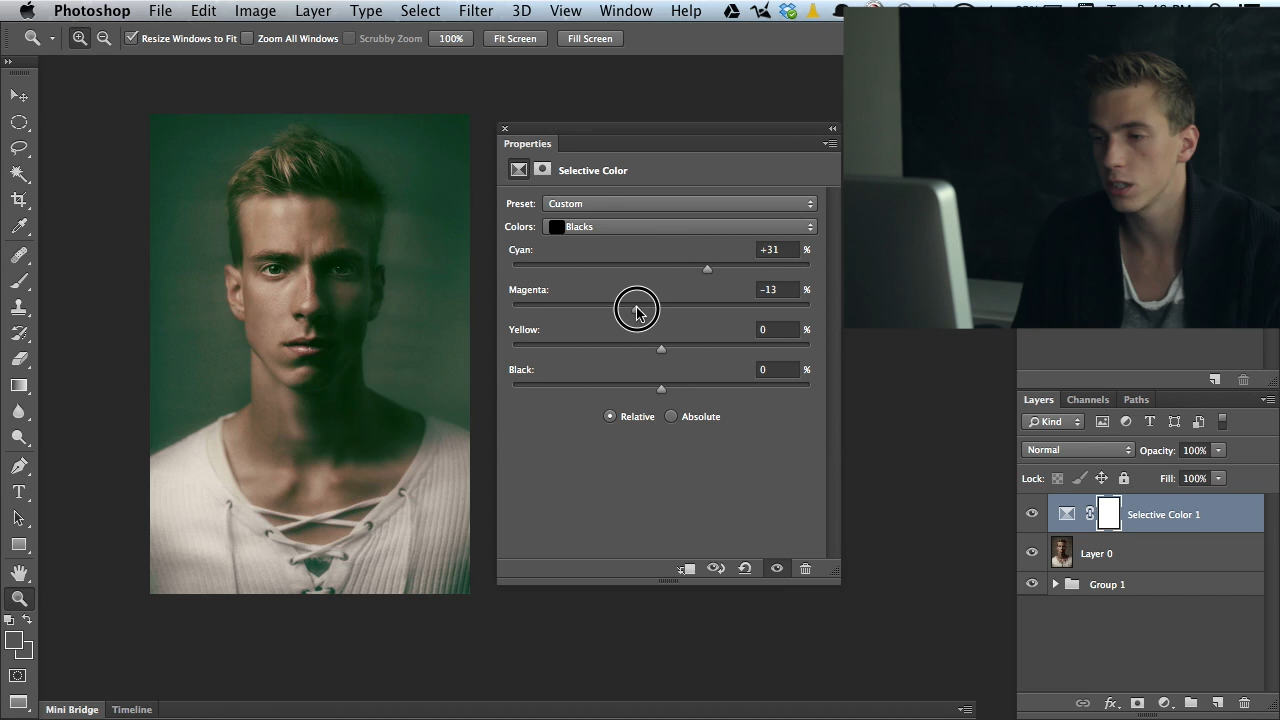 Photoshop File Edit Image Layer Type Select Filter 3D View Window Help
Resize Windows to Fit Zoom All Windows Scrubby Zoom 100% Fit Screen Fill Screen
Properties
Selective Color
Preset: Custom
Colors: Blacks
Cyan: +31 %
Magenta: −13 %
Yellow: 0 %
Black: 0 %
Relative Absolute
Layers Channels Paths
Kind
Normal Opacity: 100%
Lock: Fill: 100%
Selective Color 1
Layer 0
Group 1
Mini Bridge Timeline